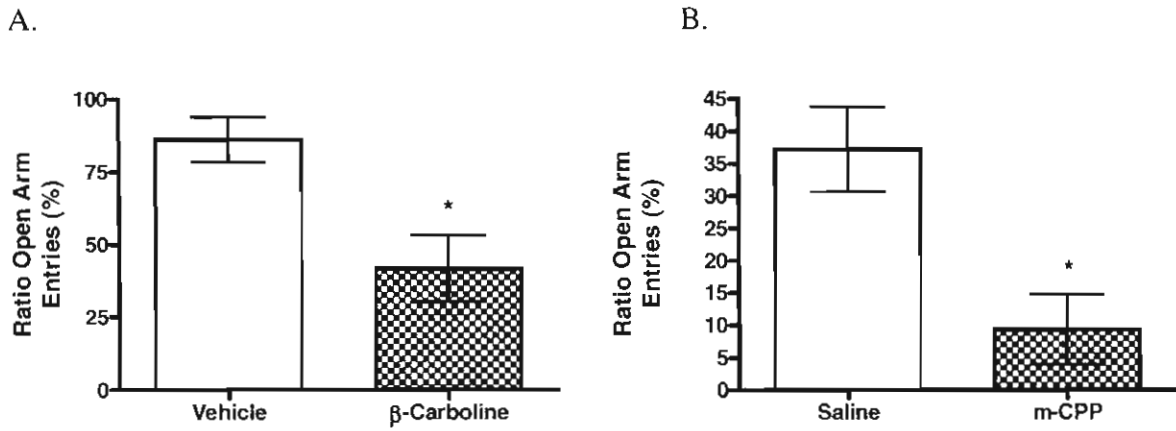 A.
B.
Ratio Open Arm
Entries (%)
100
75
50
25
0
*
Vehicle
β-Carboline
Ratio Open Arm
Entries (%)
45
40
35
30
25
20
15
10
5
0
*
Saline
m-CPP